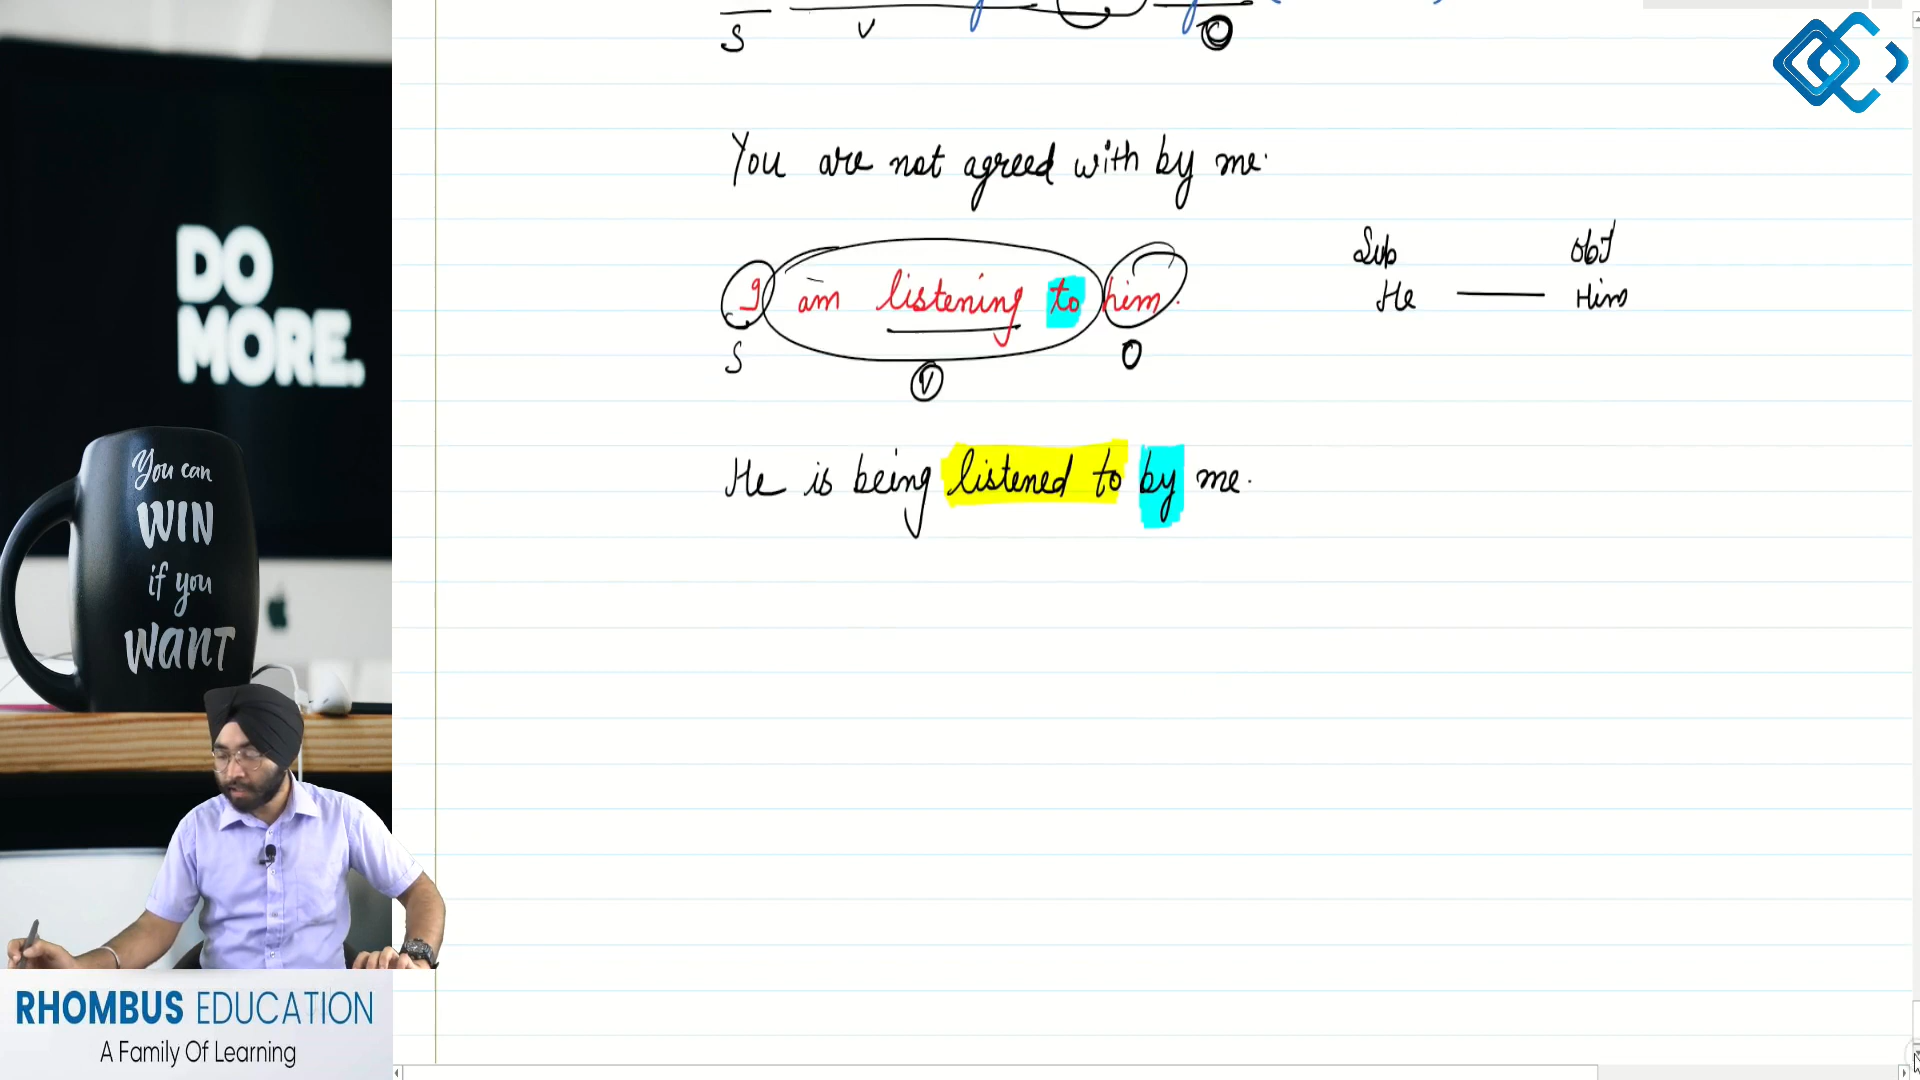 S V O
You are not agreed with by me.
I am listening to him.
S V O
Sub Obj
He Him
He is being listened to by me.
DO
MORE.
You can
WIN
if you
WANT
RHOMBUS EDUCATION
A Family Of Learning